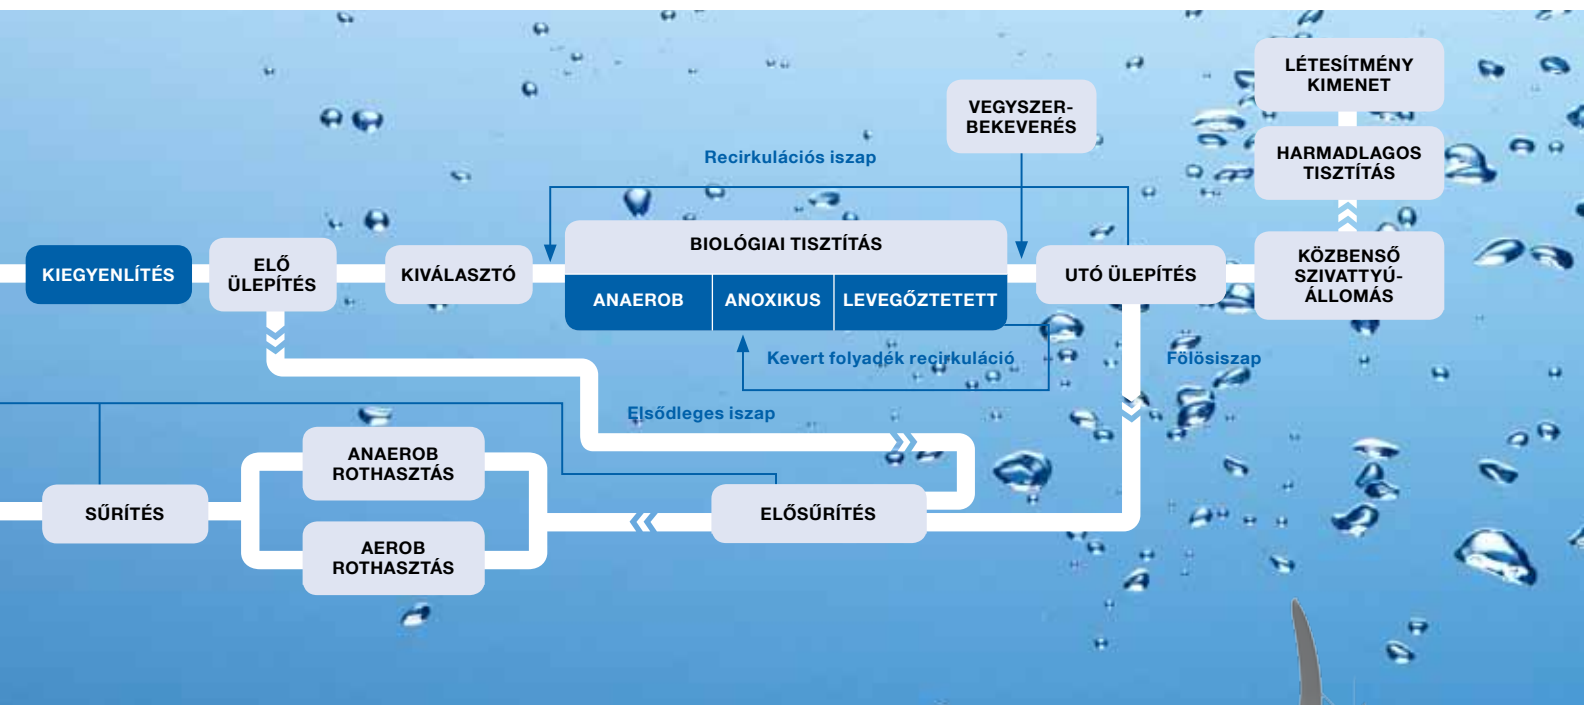 LÉTESÍTMÉNY
KIMENET
VEGYSZER-
BEKEVERÉS
HARMADLAGOS
TISZTÍTÁS
Recirkulációs iszap
KIEGYENLÍTÉS
ELŐ
ÜLEPÍTÉS
KIVÁLASZTÓ
BIOLÓGIAI TISZTÍTÁS
ANAEROB
ANOXIKUS
LEVEGŐZTETETT
UTÓ ÜLEPÍTÉS
KÖZBENSŐ
SZIVATTYÚ-
ÁLLOMÁS
Kevert folyadék recirkuláció
Fölösiszap
Elsődleges iszap
ANAEROB
ROTHASZTÁS
SŰRÍTÉS
ELŐSŰRÍTÉS
AEROB
ROTHASZTÁS